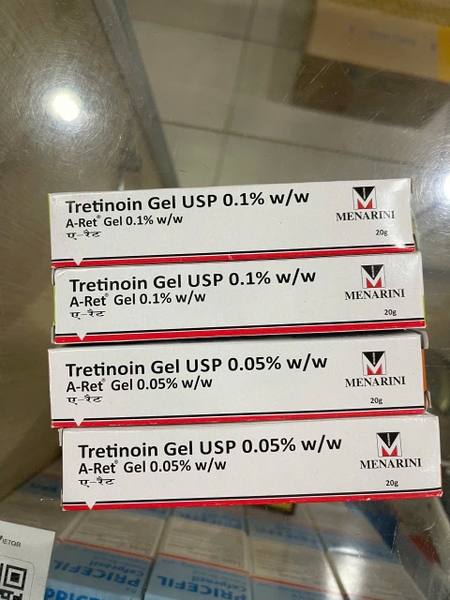 Tretinoin Gel USP 0.1% w/w
A-Ret® Gel 0.1% w/w
ए-रैट
MENARINI
20g
Tretinoin Gel USP 0.1% w/w
A-Ret® Gel 0.1% w/w
ए-रैट
MENARINI
20g
Tretinoin Gel USP 0.05% w/w
A-Ret® Gel 0.05% w/w
ए-रैट
MENARINI
20g
Tretinoin Gel USP 0.05% w/w
A-Ret® Gel 0.05% w/w
ए-रैट
MENARINI
20g
PRICEFIL
Cefprozil
PRICEFIL